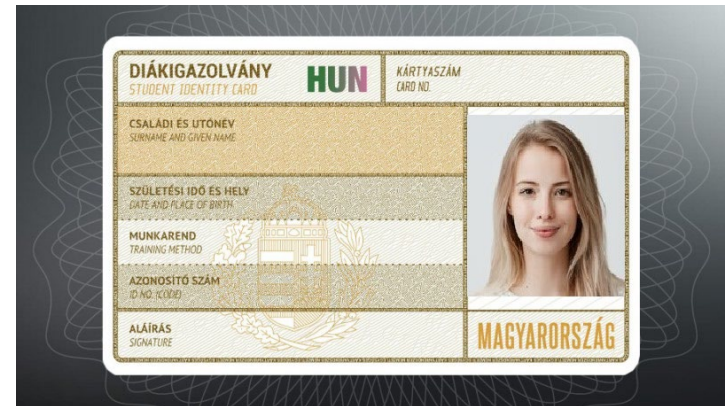 DIÁKIGAZOLVÁNY
STUDENT IDENTITY CARD
HUN
KÁRTYASZÁM
CARD NO.
CSALÁDI ÉS UTÓNÉV
SURNAME AND GIVEN NAME
SZÜLETÉSI IDŐ ÉS HELY
DATE AND PLACE OF BIRTH
MUNKAREND
TRAINING METHOD
AZONOSÍTÓ SZÁM
ID NO. (CODE)
ALÁÍRÁS
SIGNATURE
MAGYARORSZÁG